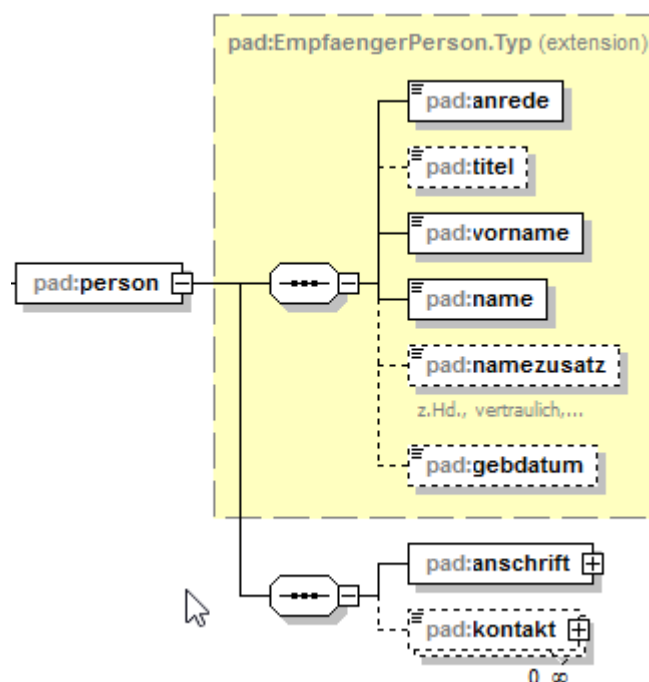 pad:EmpfaengerPerson.Typ (extension)
pad:anrede
pad:titel
pad:vorname
pad:person
pad:name
pad:namezusatz
z.Hd., vertraulich,...
pad:gebdatum
pad:anschrift
pad:kontakt
0..∞